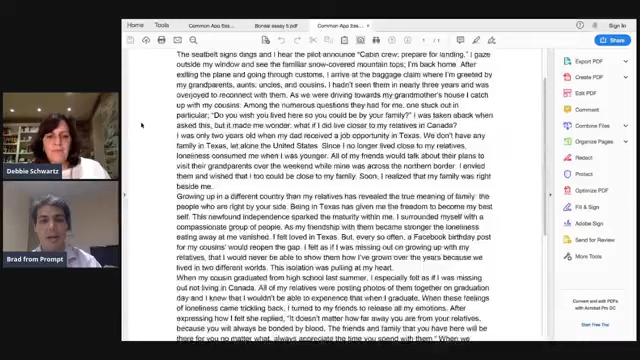 Home Tools Common App Ess... Bonsai essay 5.pdf Common App Ess... × Sign In
1 / 1 Share
The seatbelt signs dings and I hear the pilot announce "Cabin crew; prepare for landing," I gaze
outside my window and see the familiar snow-covered mountain tops; I'm back home. After
exiting the plane and going through customs, I arrive at the baggage claim where I'm greeted by
my grandparents, aunts, uncles, and cousins. I hadn't seen them in nearly three years and was
overjoyed to reconnect with them. As we were driving towards my grandmother's house I catch
up with my cousins: Among the numerous questions they had for me, one stuck out in
particular; "Do you wish you lived here so you could be by your family?" I was taken aback when
asked this, but it made me wonder: what if I did live closer to my relatives in Canada?
I was only two years old when my dad received a job opportunity in Texas. We don't have any
family in Texas, let alone the United States. Since I no longer lived close to my relatives,
loneliness consumed me when I was younger. All of my friends would talk about their plans to
visit their grandparents over the weekend while mine was across the northern border. I envied
them and wished that I too could be close to my family. Soon, I realized that my family was right
beside me.
Growing up in a different country than my relatives has revealed the true meaning of family: the
people who are right by your side. Being in Texas has given me the freedom to become my best
self. This newfound independence sparked the maturity within me. I surrounded myself with a
compassionate group of people. As my friendship with them became stronger the loneliness
eating away at me vanished. I felt loved in Texas. But, every so often, a Facebook birthday post
for my cousins' would reopen the gap. I felt as if I was missing out on growing up with my
relatives, that I would never be able to show them how I've grown over the years because we
lived in two different worlds. This isolation was pulling at my heart.
When my cousin graduated from high school last summer, I especially felt as if I was missing
out not living in Canada. All of my relatives were posting photos of them together on graduation
day and I knew that I wouldn't be able to experience that when I graduate. When these feelings
of loneliness came trickling back, I turned to my friends to release all my emotions. After
expressing how I felt she replied, "It doesn't matter how far away you are from your relatives,
because you will always be bonded by blood. The friends and family that you have here will be
there for you no matter what, always appreciate the time you spend with them." When we
Export PDF
Create PDF
Edit PDF
Comment
Combine Files
Organize Pages
Redact
Protect
Optimize PDF
Fill & Sign
Adobe Sign
Send for Review
More Tools
Convert and edit PDFs
with Acrobat Pro DC
Start Free Trial
Debbie Schwartz
Brad from Prompt